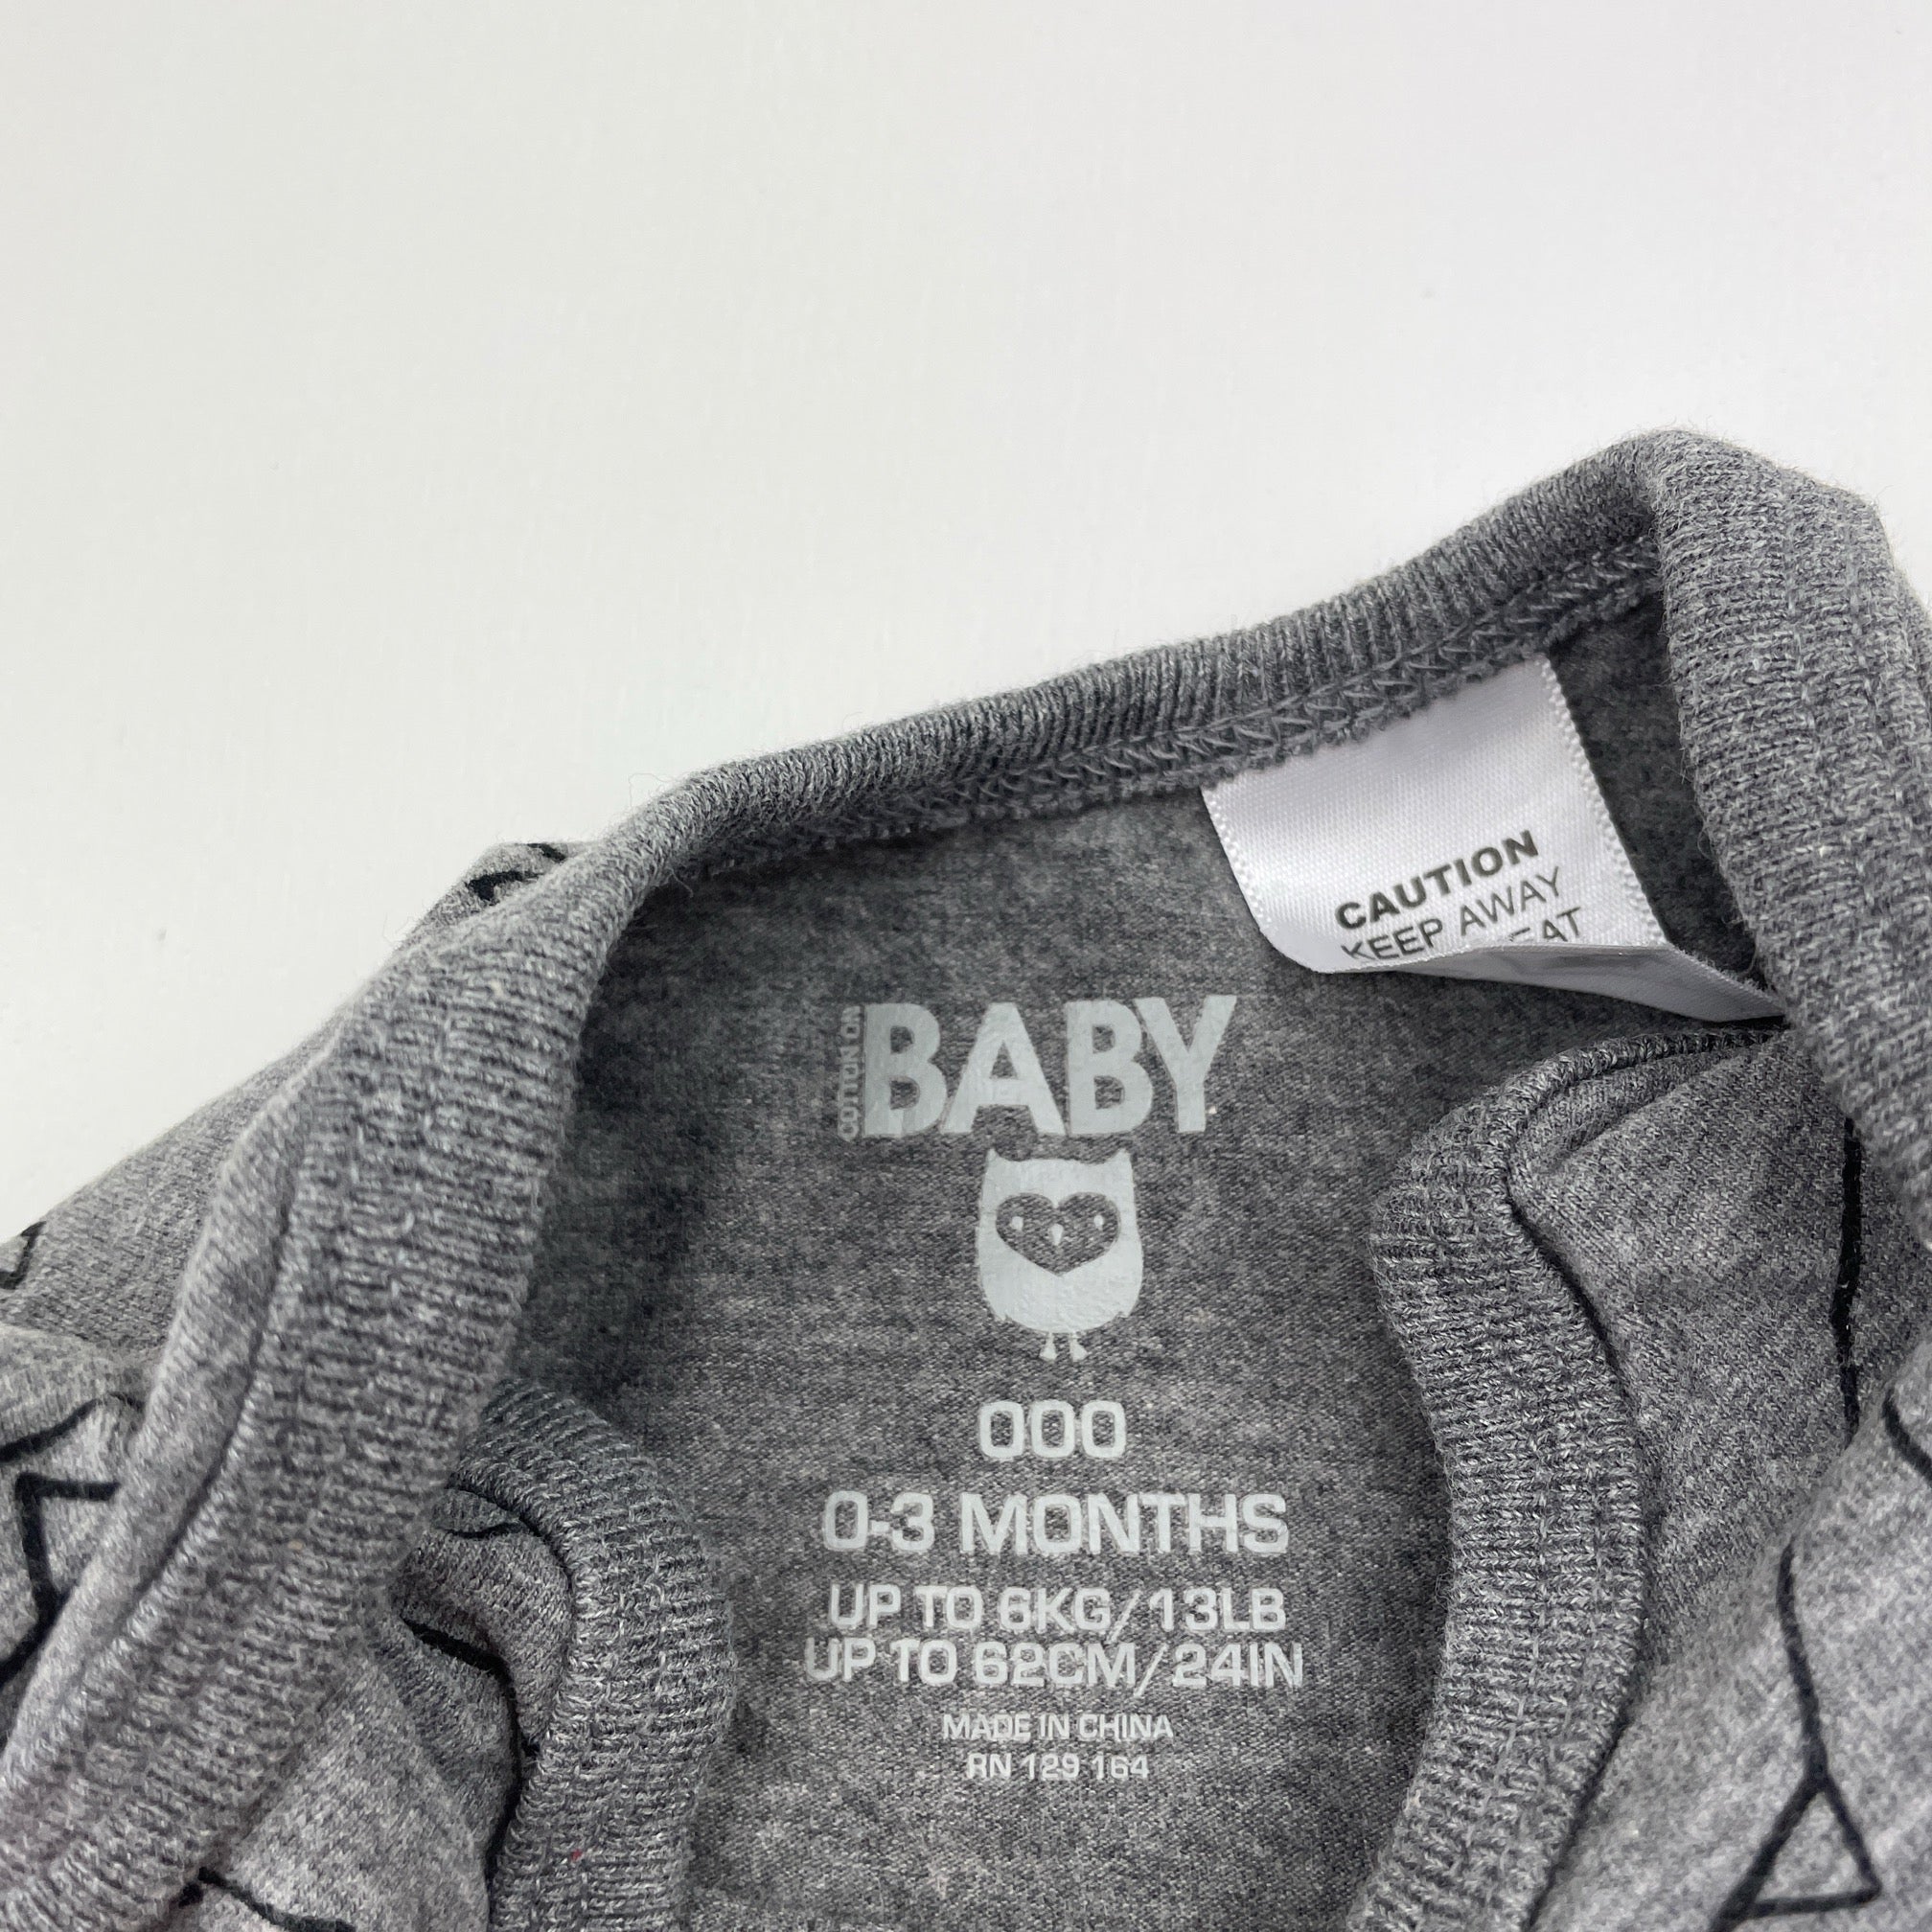 CAUTION
KEEP AWAY
COTTON ON
BABY
000
0-3 MONTHS
UP TO 6KG/13LB
UP TO 62CM/24IN
MADE IN CHINA
RN 129 164